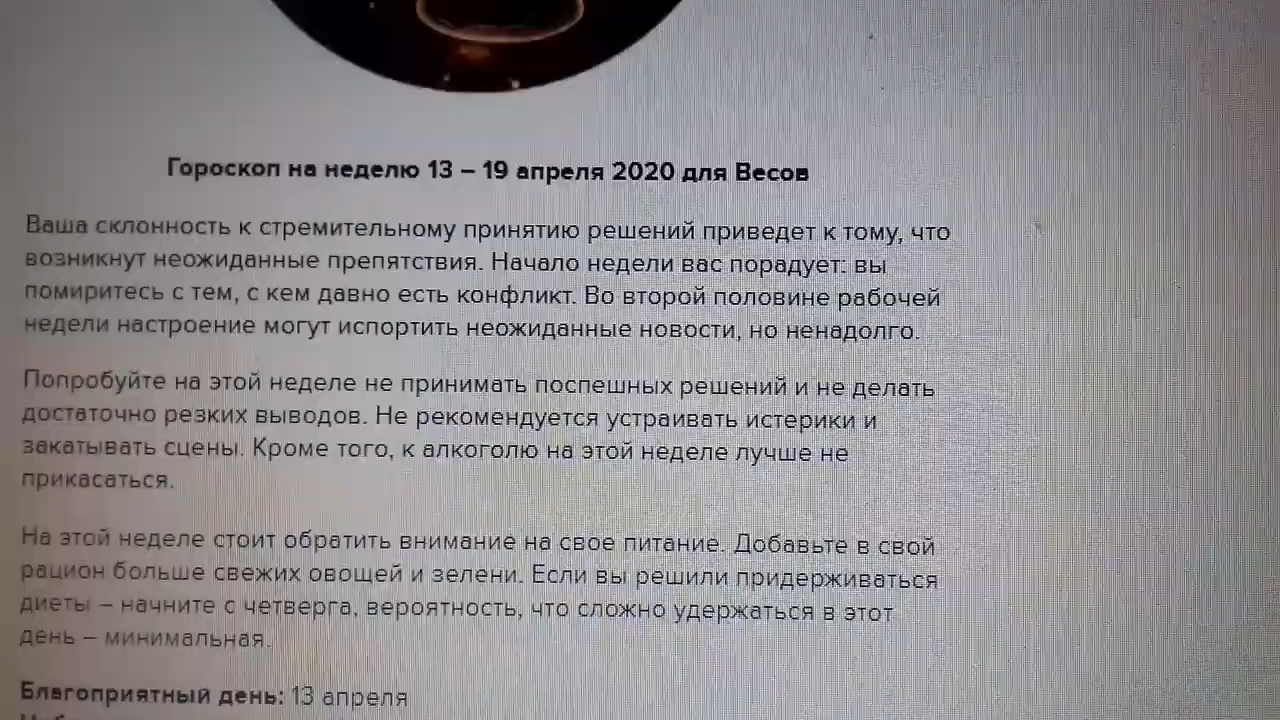 Гороскоп на неделю 13 – 19 апреля 2020 для Весов
Ваша склонность к стремительному принятию решений приведет к тому, что
возникнут неожиданные препятствия. Начало недели вас порадует: вы
помиритесь с тем, с кем давно есть конфликт. Во второй половине рабочей
недели настроение могут испортить неожиданные новости, но ненадолго.
Попробуйте на этой неделе не принимать поспешных решений и не делать
достаточно резких выводов. Не рекомендуется устраивать истерики и
закатывать сцены. Кроме того, к алкоголю на этой неделе лучше не
прикасаться.
На этой неделе стоит обратить внимание на свое питание. Добавьте в свой
рацион больше свежих овощей и зелени. Если вы решили придерживаться
диеты – начните с четверга, вероятность, что сложно удержаться в этот
день – минимальная.
Благоприятный день: 13 апреля